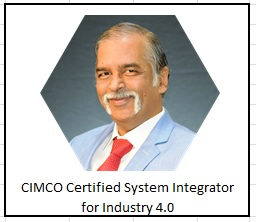 CIMCO Certified System Integrator
for Industry 4.0